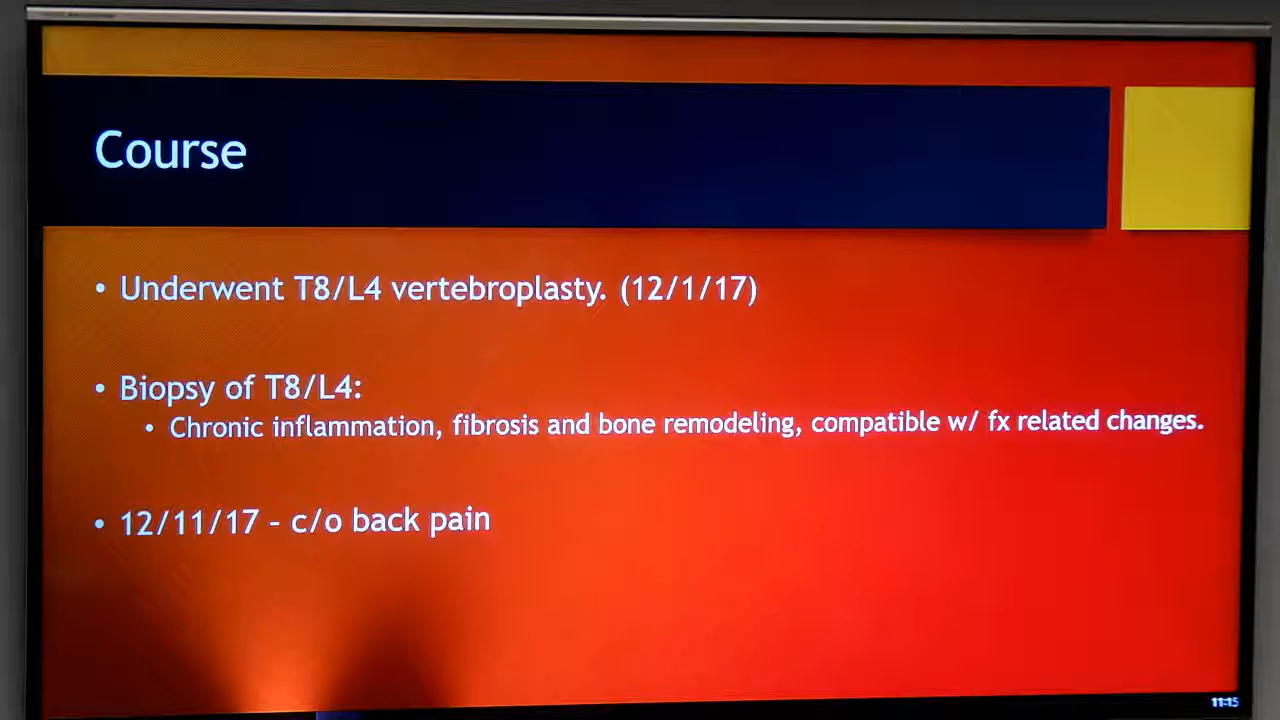 Course
• Underwent T8/L4 vertebroplasty. (12/1/17)
• Biopsy of T8/L4:
• Chronic inflammation, fibrosis and bone remodeling, compatible w/ fx related changes.
• 12/11/17 – c/o back pain
11:15